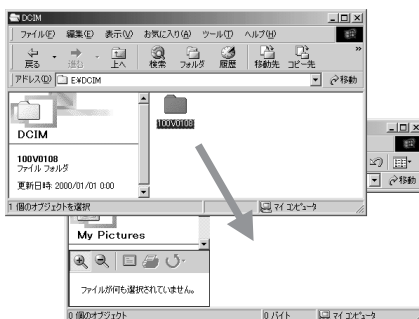 DCIM
ファイル(F) 編集(E) 表示(V) お気に入り(A) ツール(T) ヘルプ(H)
戻る 進む 上へ 検索 フォルダ 履歴 移動先 コピー先 »
アドレス(D) E:¥DCIM 移動
DCIM
100V0108
ファイル フォルダ
更新日時: 2000/01/01 0:00
100V0108
1 個のオブジェクトを選択 マイ コンピュータ
移動
My Pictures
ファイルが何も選択されていません。
0 個のオブジェクト 0 バイト マイ コンピュータ